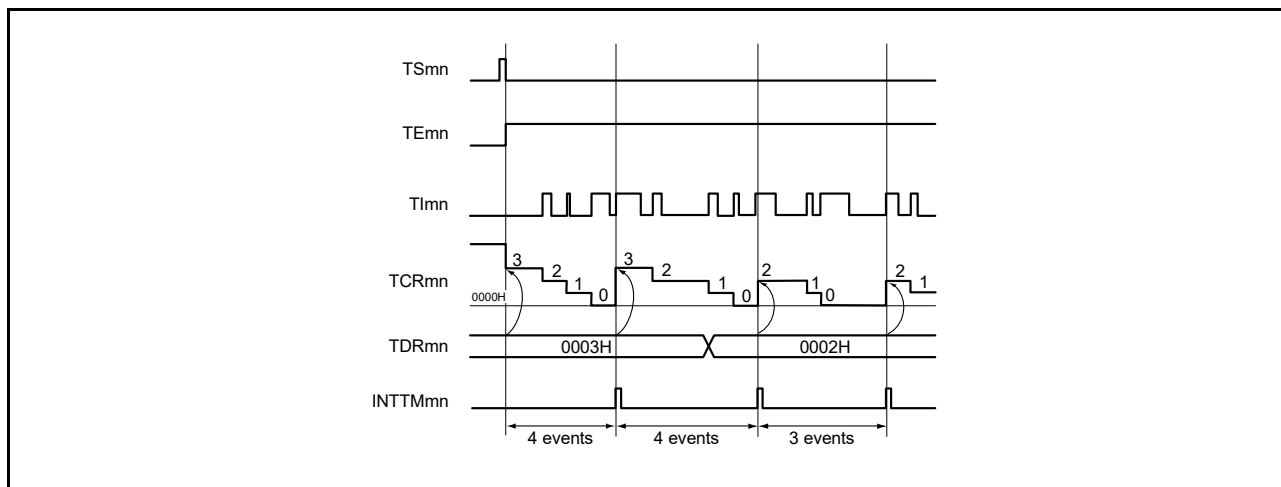 TSmn
TEmn
TImn
3 2 1 0 3 2 1 0 2 1 0 2 1
TCRmn
0000H
TDRmn 0003H 0002H
INTTMmn
4 events 4 events 3 events